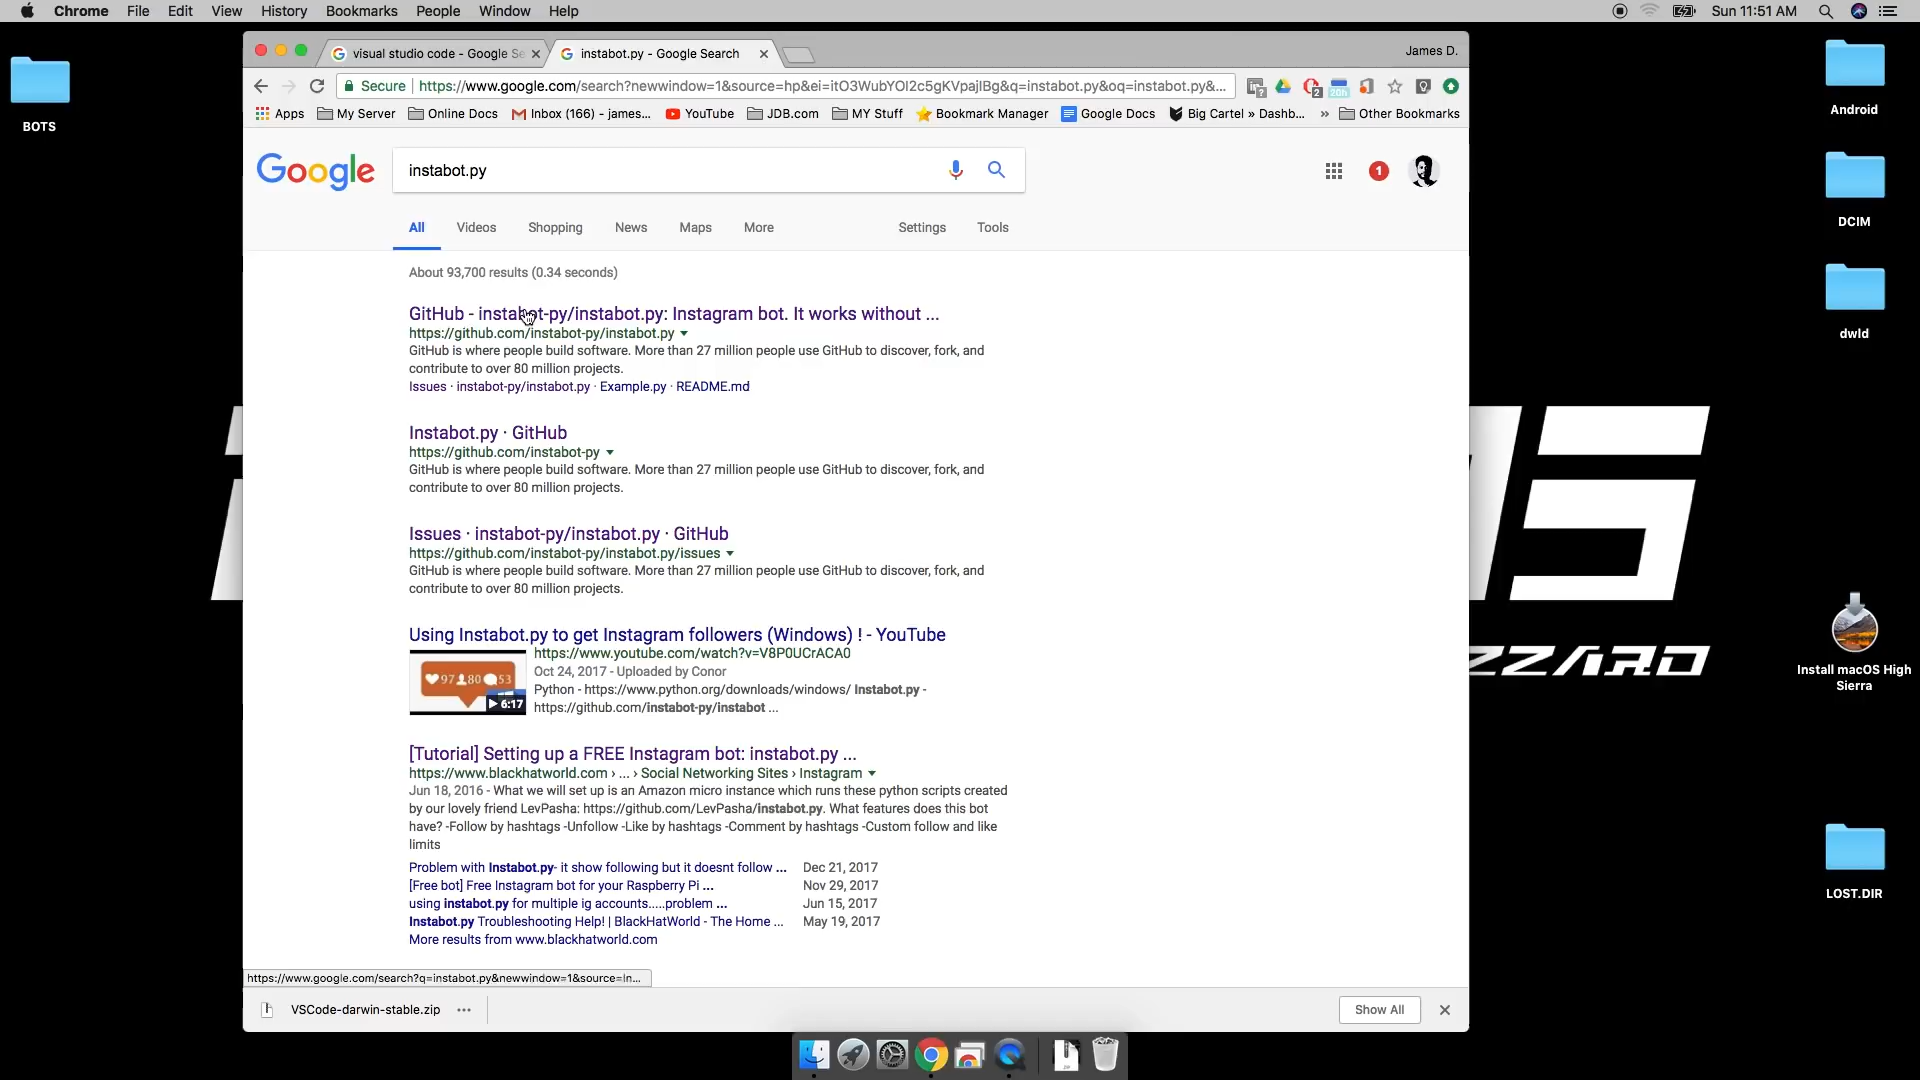 Chrome File Edit View History Bookmarks People Window Help
Sun 11:51 AM
visual studio code - Google Se
instabot.py - Google Search
James D.
Secure https://www.google.com/search?newwindow=1&source=hp&ei=itO3WubYOI2c5gKVpajIBg&q=instabot.py&oq=instabot.py&...
2
20h
Apps My Server Online Docs Inbox (166) - james... YouTube JDB.com MY Stuff Bookmark Manager Google Docs Big Cartel » Dashb... » Other Bookmarks
Google
instabot.py
1
All Videos Shopping News Maps More Settings Tools
About 93,700 results (0.34 seconds)
GitHub - instabot-py/instabot.py: Instagram bot. It works without ...
https://github.com/instabot-py/instabot.py
GitHub is where people build software. More than 27 million people use GitHub to discover, fork, and
contribute to over 80 million projects.
Issues · instabot-py/instabot.py · Example.py · README.md
Instabot.py · GitHub
https://github.com/instabot-py
GitHub is where people build software. More than 27 million people use GitHub to discover, fork, and
contribute to over 80 million projects.
Issues · instabot-py/instabot.py · GitHub
https://github.com/instabot-py/instabot.py/issues
GitHub is where people build software. More than 27 million people use GitHub to discover, fork, and
contribute to over 80 million projects.
Using Instabot.py to get Instagram followers (Windows) ! - YouTube
https://www.youtube.com/watch?v=V8P0UCrACA0
Oct 24, 2017 - Uploaded by Conor
Python - https://www.python.org/downloads/windows/ Instabot.py -
https://github.com/instabot-py/instabot ...
97 80 53
6:17
[Tutorial] Setting up a FREE Instagram bot: instabot.py ...
https://www.blackhatworld.com › ... › Social Networking Sites › Instagram
Jun 18, 2016 - What we will set up is an Amazon micro instance which runs these python scripts created
by our lovely friend LevPasha: https://github.com/LevPasha/instabot.py. What features does this bot
have? -Follow by hashtags -Unfollow -Like by hashtags -Comment by hashtags -Custom follow and like
limits
Problem with Instabot.py- it show following but it doesnt follow ... Dec 21, 2017
[Free bot] Free Instagram bot for your Raspberry Pi ... Nov 29, 2017
using instabot.py for multiple ig accounts.....problem ... Jun 15, 2017
Instabot.py Troubleshooting Help! | BlackHatWorld - The Home ... May 19, 2017
More results from www.blackhatworld.com
https://www.google.com/search?q=instabot.py&newwindow=1&source=ln...
VSCode-darwin-stable.zip
Show All
BOTS
Android
DCIM
dwld
Install macOS High
Sierra
LOST.DIR